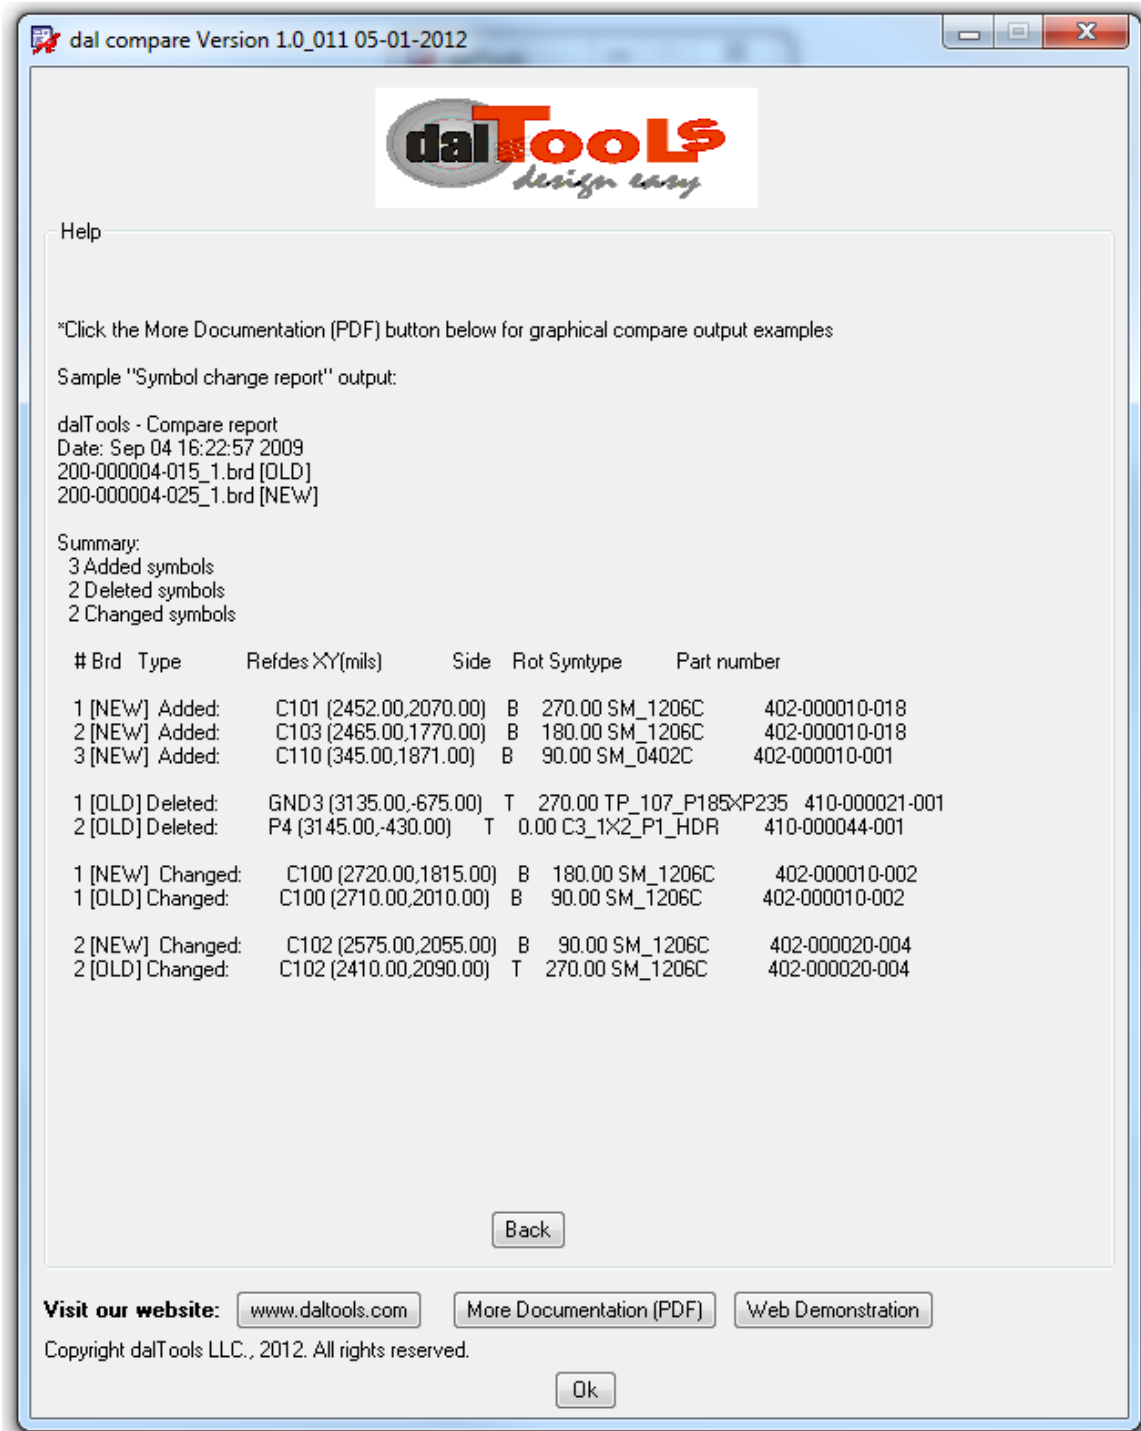 dal compare Version 1.0_011 05-01-2012
dalTooLs
design easy
Help
*Click the More Documentation (PDF) button below for graphical compare output examples
Sample "Symbol change report" output:
dalTools - Compare report
Date: Sep 04 16:22:57 2009
200-000004-015_1.brd [OLD]
200-000004-025_1.brd [NEW]
Summary:
3 Added symbols
2 Deleted symbols
2 Changed symbols
# Brd Type Refdes XY(mils) Side Rot Symtype Part number
1 [NEW] Added: C101 (2452.00,2070.00) B 270.00 SM_1206C 402-000010-018
2 [NEW] Added: C103 (2465.00,1770.00) B 180.00 SM_1206C 402-000010-018
3 [NEW] Added: C110 (345.00,1871.00) B 90.00 SM_0402C 402-000010-001
1 [OLD] Deleted: GND3 (3135.00,-675.00) T 270.00 TP_107_P185XP235 410-000021-001
2 [OLD] Deleted: P4 (3145.00,-430.00) T 0.00 C3_1X2_P1_HDR 410-000044-001
1 [NEW] Changed: C100 (2720.00,1815.00) B 180.00 SM_1206C 402-000010-002
1 [OLD] Changed: C100 (2710.00,2010.00) B 90.00 SM_1206C 402-000010-002
2 [NEW] Changed: C102 (2575.00,2055.00) B 90.00 SM_1206C 402-000020-004
2 [OLD] Changed: C102 (2410.00,2090.00) T 270.00 SM_1206C 402-000020-004
Back
Visit our website: www.daltools.com More Documentation (PDF) Web Demonstration
Copyright dalTools LLC., 2012. All rights reserved.
Ok